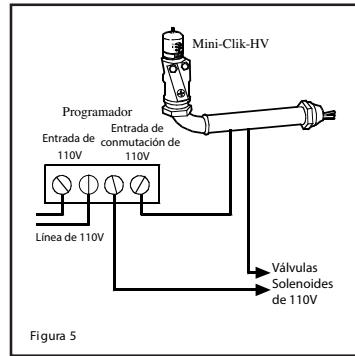 Mini-Clik-HV
Programador
Entrada de
110V
Entrada de
conmutación de
110V
Línea de 110V
Válvulas
Solenoides
de 110V
Figura 5